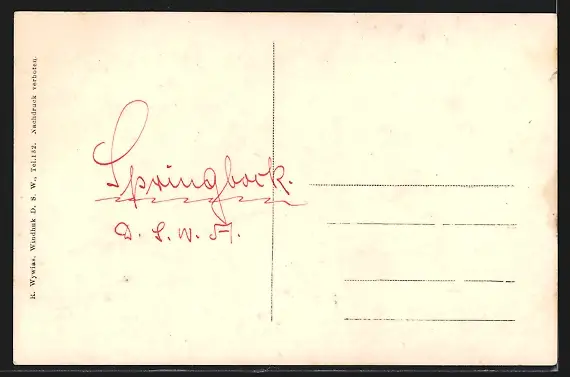 R. Wywias, Windhuk D. S. W., Tel.132. Nachdruck verboten.
Springbock.
D. S. W. A.